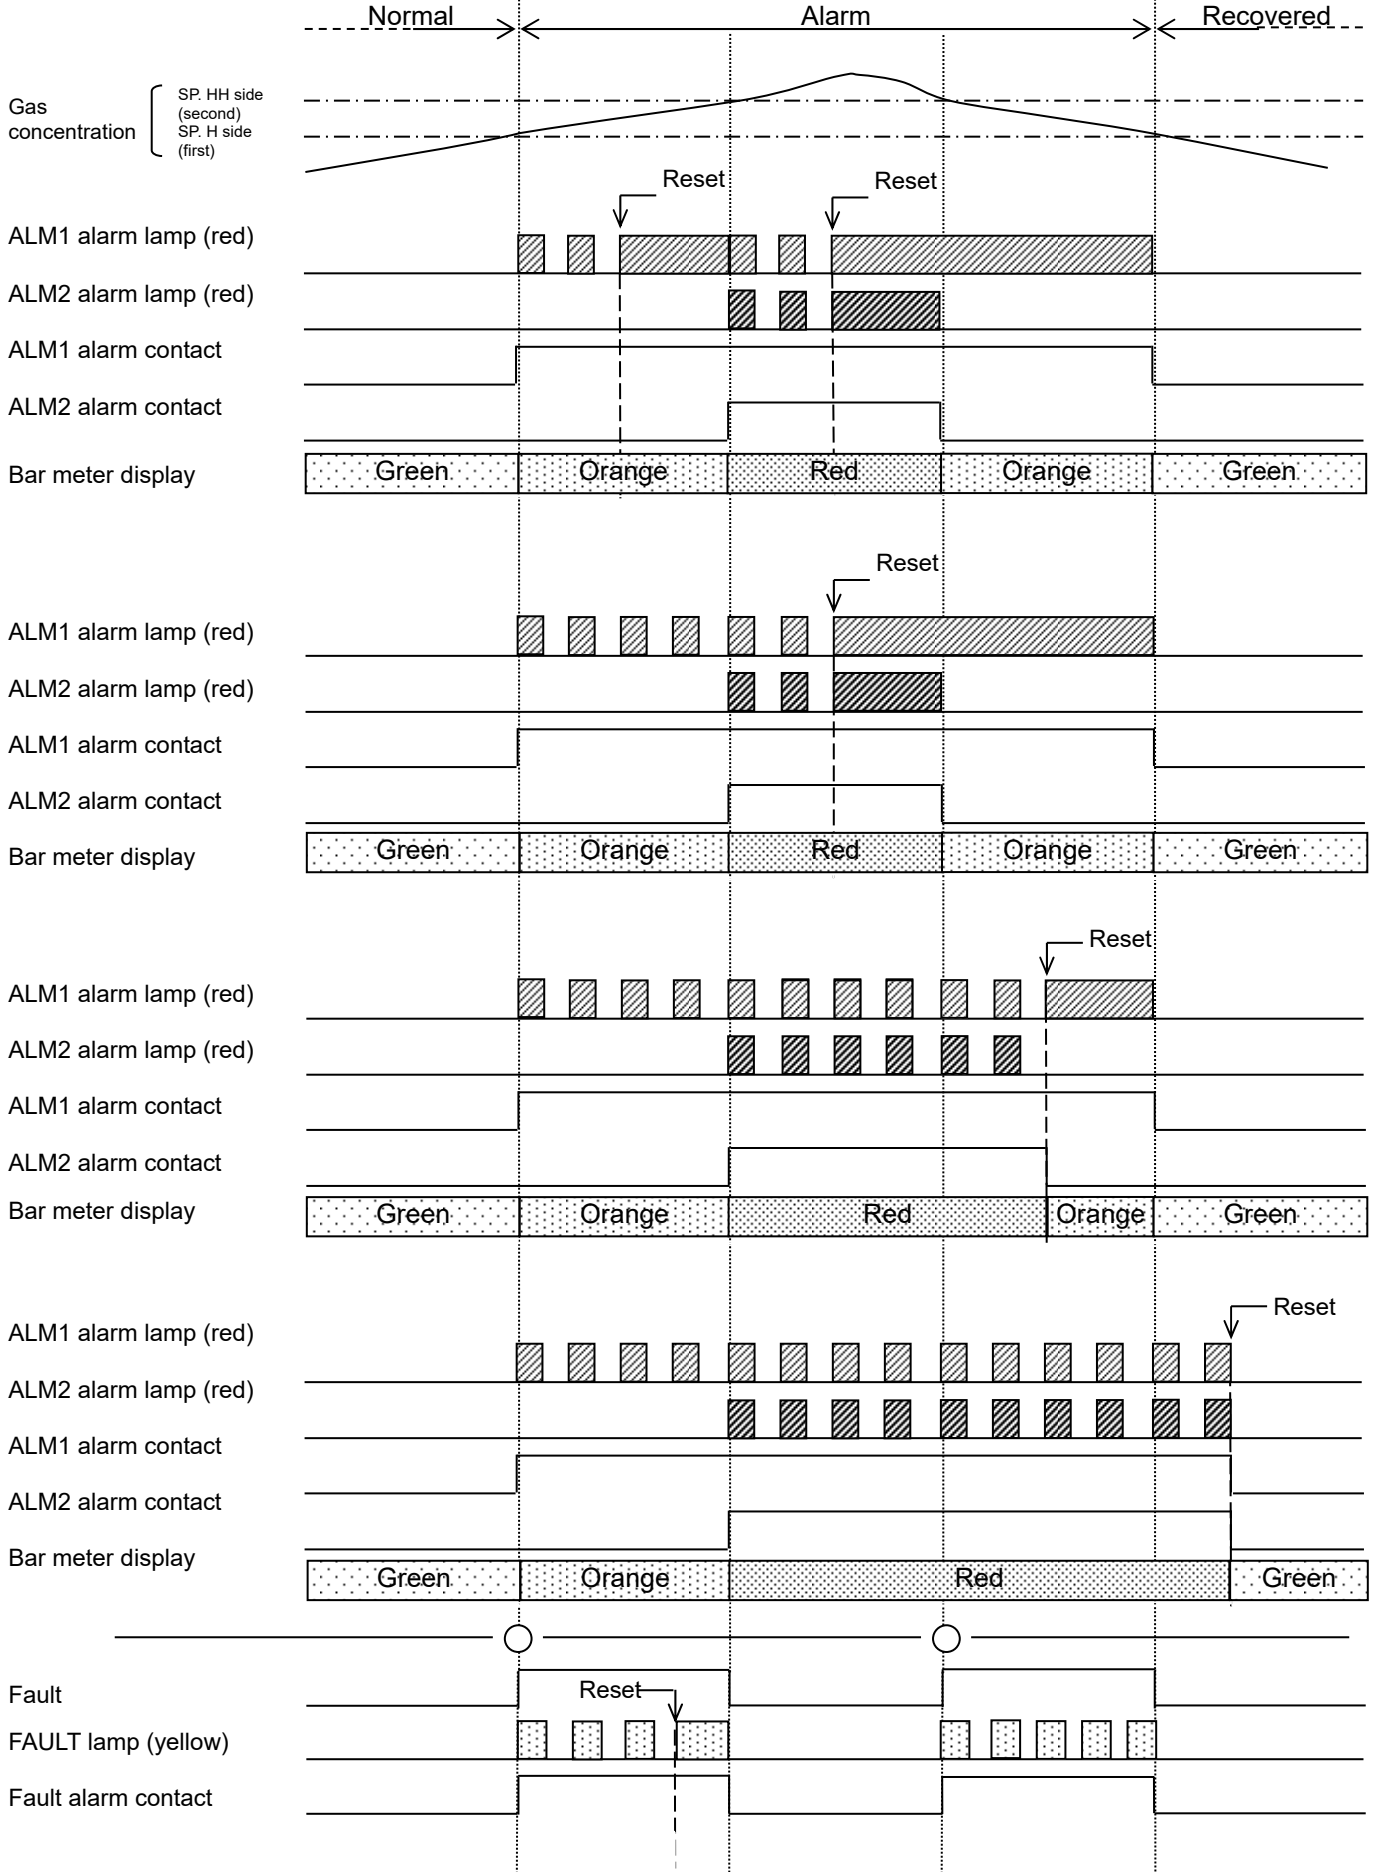 Normal Alarm Recovered
Gas
concentration
SP. HH side
(second)
SP. H side
(first)
Reset Reset
ALM1 alarm lamp (red)
ALM2 alarm lamp (red)
ALM1 alarm contact
ALM2 alarm contact
Bar meter display Green Orange Red Orange Green
Reset
ALM1 alarm lamp (red)
ALM2 alarm lamp (red)
ALM1 alarm contact
ALM2 alarm contact
Bar meter display Green Orange Red Orange Green
Reset
ALM1 alarm lamp (red)
ALM2 alarm lamp (red)
ALM1 alarm contact
ALM2 alarm contact
Bar meter display Green Orange Red Orange Green
Reset
ALM1 alarm lamp (red)
ALM2 alarm lamp (red)
ALM1 alarm contact
ALM2 alarm contact
Bar meter display Green Orange Red Green
Fault Reset
FAULT lamp (yellow)
Fault alarm contact